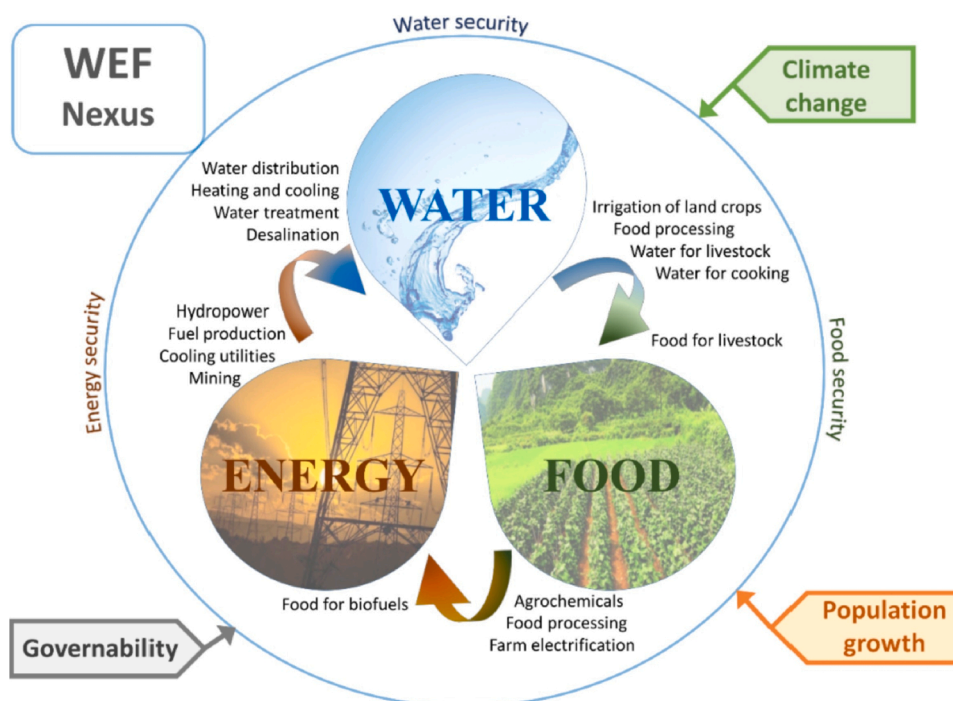 Water security
WEF
Nexus
Climate
change
Water distribution
Heating and cooling
Water treatment
Desalination
WATER
Irrigation of land crops
Food processing
Water for livestock
Water for cooking
Energy security
Hydropower
Fuel production
Cooling utilities
Mining
Food for livestock
Food security
ENERGY
FOOD
Food for biofuels
Agrochemicals
Food processing
Farm electrification
Governability
Population
growth